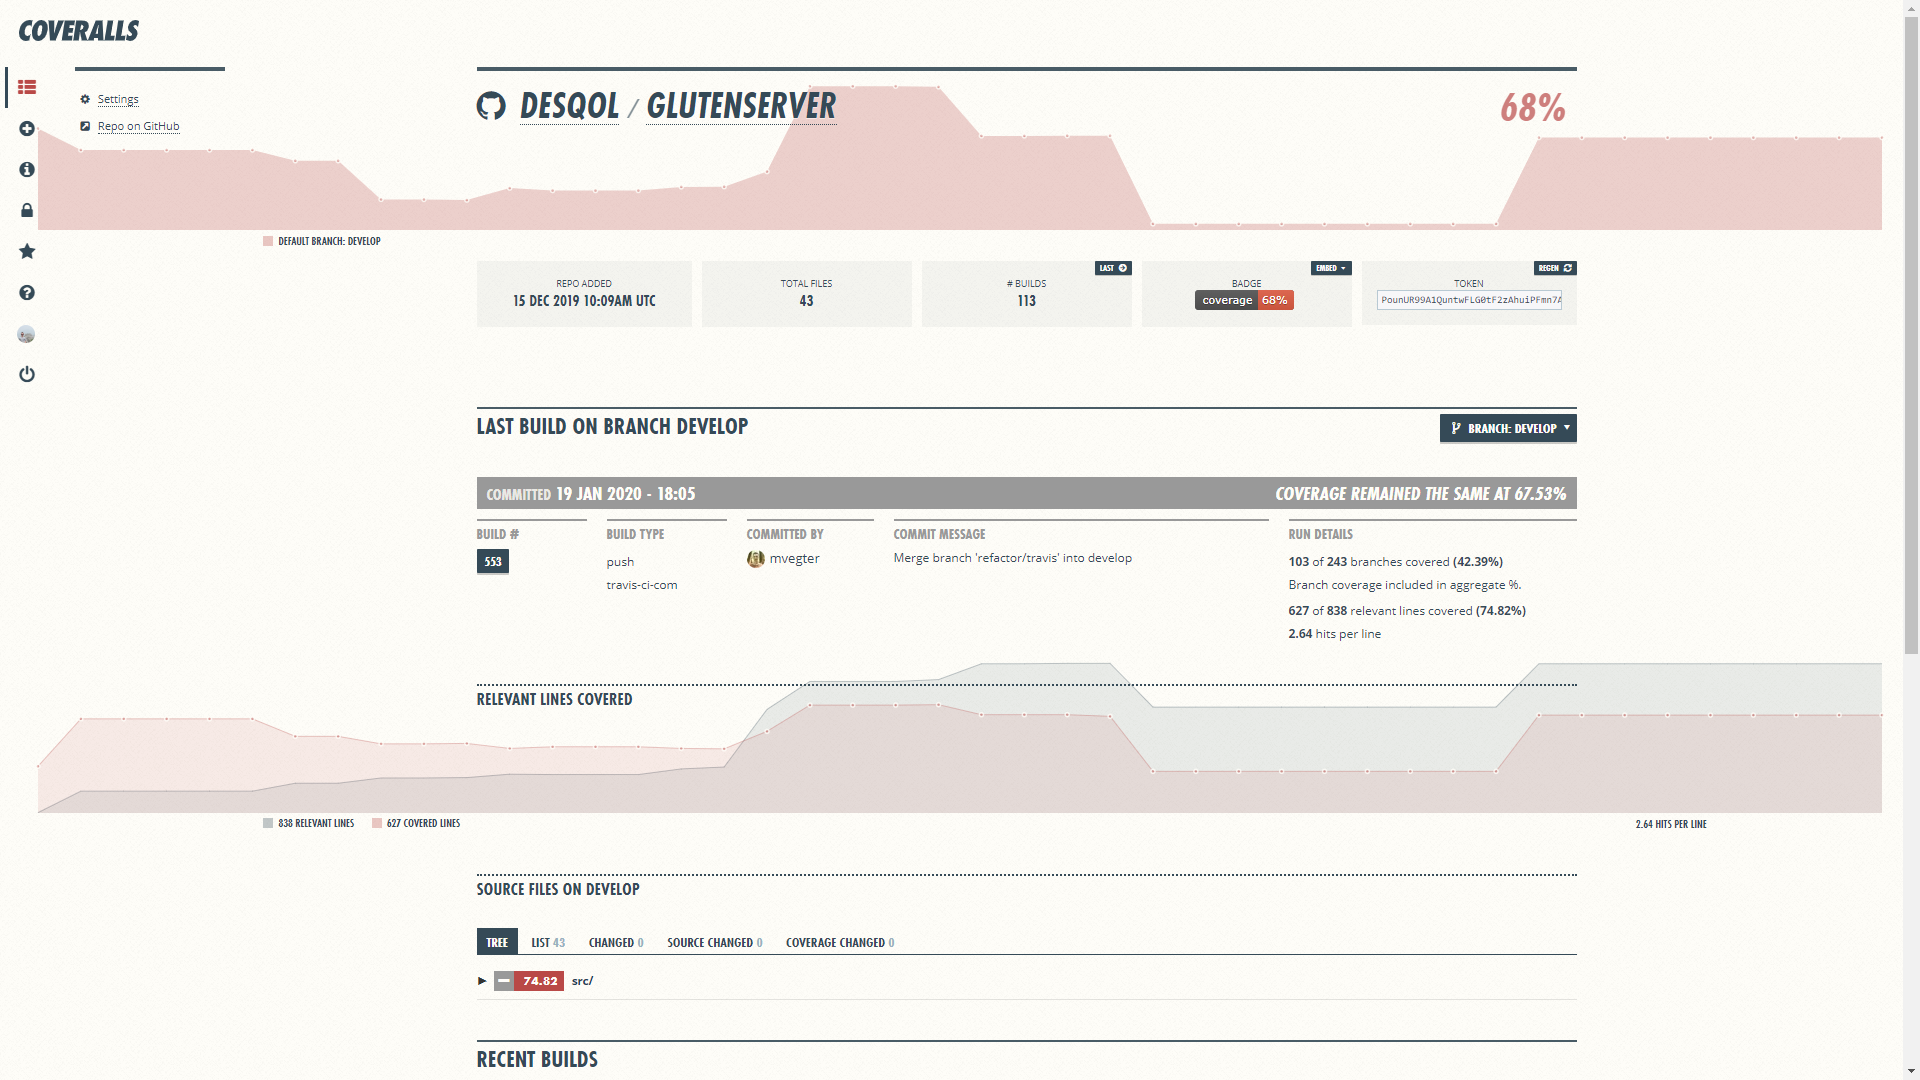 COVERALLS
Settings
Repo on GitHub
DESQOL / GLUTENSERVER
68%
DEFAULT BRANCH: DEVELOP
REPO ADDED
15 DEC 2019 10:09AM UTC
TOTAL FILES
43
LAST
# BUILDS
113
EMBED
BADGE
coverage 68%
REGEN
TOKEN
PounUR99A1QuntwFLG0tF2zAhuiPFmn7A
LAST BUILD ON BRANCH DEVELOP
BRANCH: DEVELOP
COMMITTED 19 JAN 2020 - 18:05
COVERAGE REMAINED THE SAME AT 67.53%
BUILD #
553
BUILD TYPE
push
travis-ci-com
COMMITTED BY
mvegter
COMMIT MESSAGE
Merge branch 'refactor/travis' into develop
RUN DETAILS
103 of 243 branches covered (42.39%)
Branch coverage included in aggregate %.
627 of 838 relevant lines covered (74.82%)
2.64 hits per line
RELEVANT LINES COVERED
838 RELEVANT LINES
627 COVERED LINES
2.64 HITS PER LINE
SOURCE FILES ON DEVELOP
TREE
LIST 43
CHANGED 0
SOURCE CHANGED 0
COVERAGE CHANGED 0
74.82 src/
RECENT BUILDS